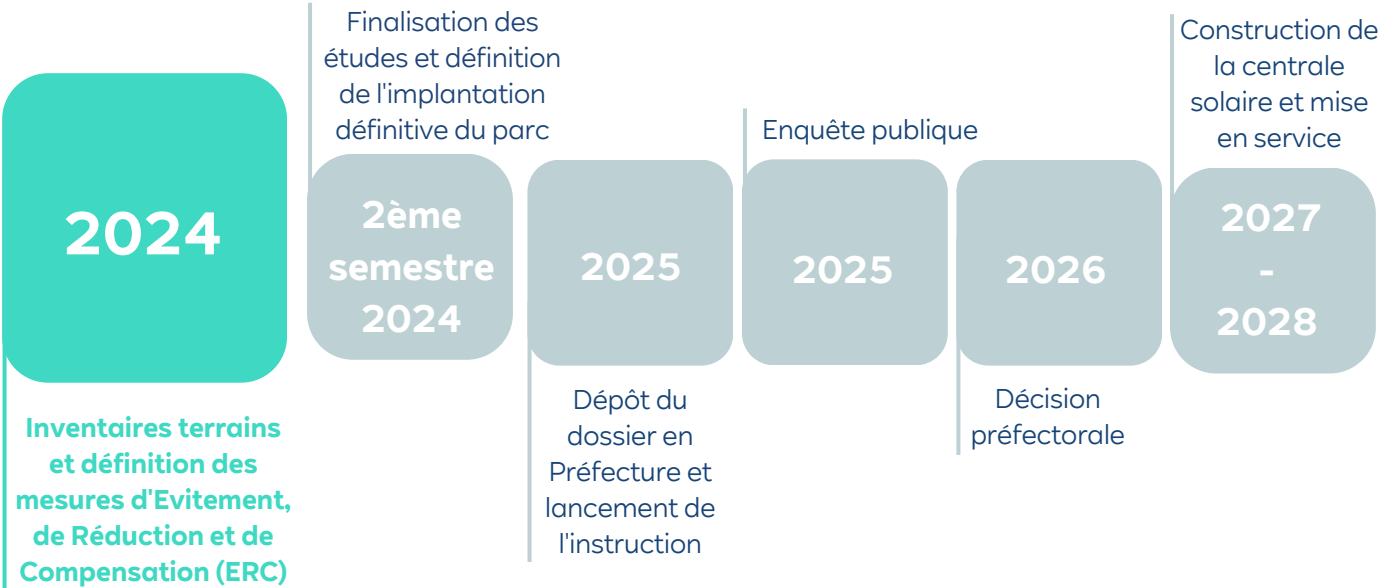 2024
Inventaires terrains
et définition des
mesures d'Evitement,
de Réduction et de
Compensation (ERC)
Finalisation des
études et définition
de l'implantation
définitive du parc
2ème
semestre
2024
2025
Dépôt du
dossier en
Préfecture et
lancement de
l'instruction
Enquête publique
2025
2026
Décision
préfectorale
Construction de
la centrale
solaire et mise
en service
2027
-
2028